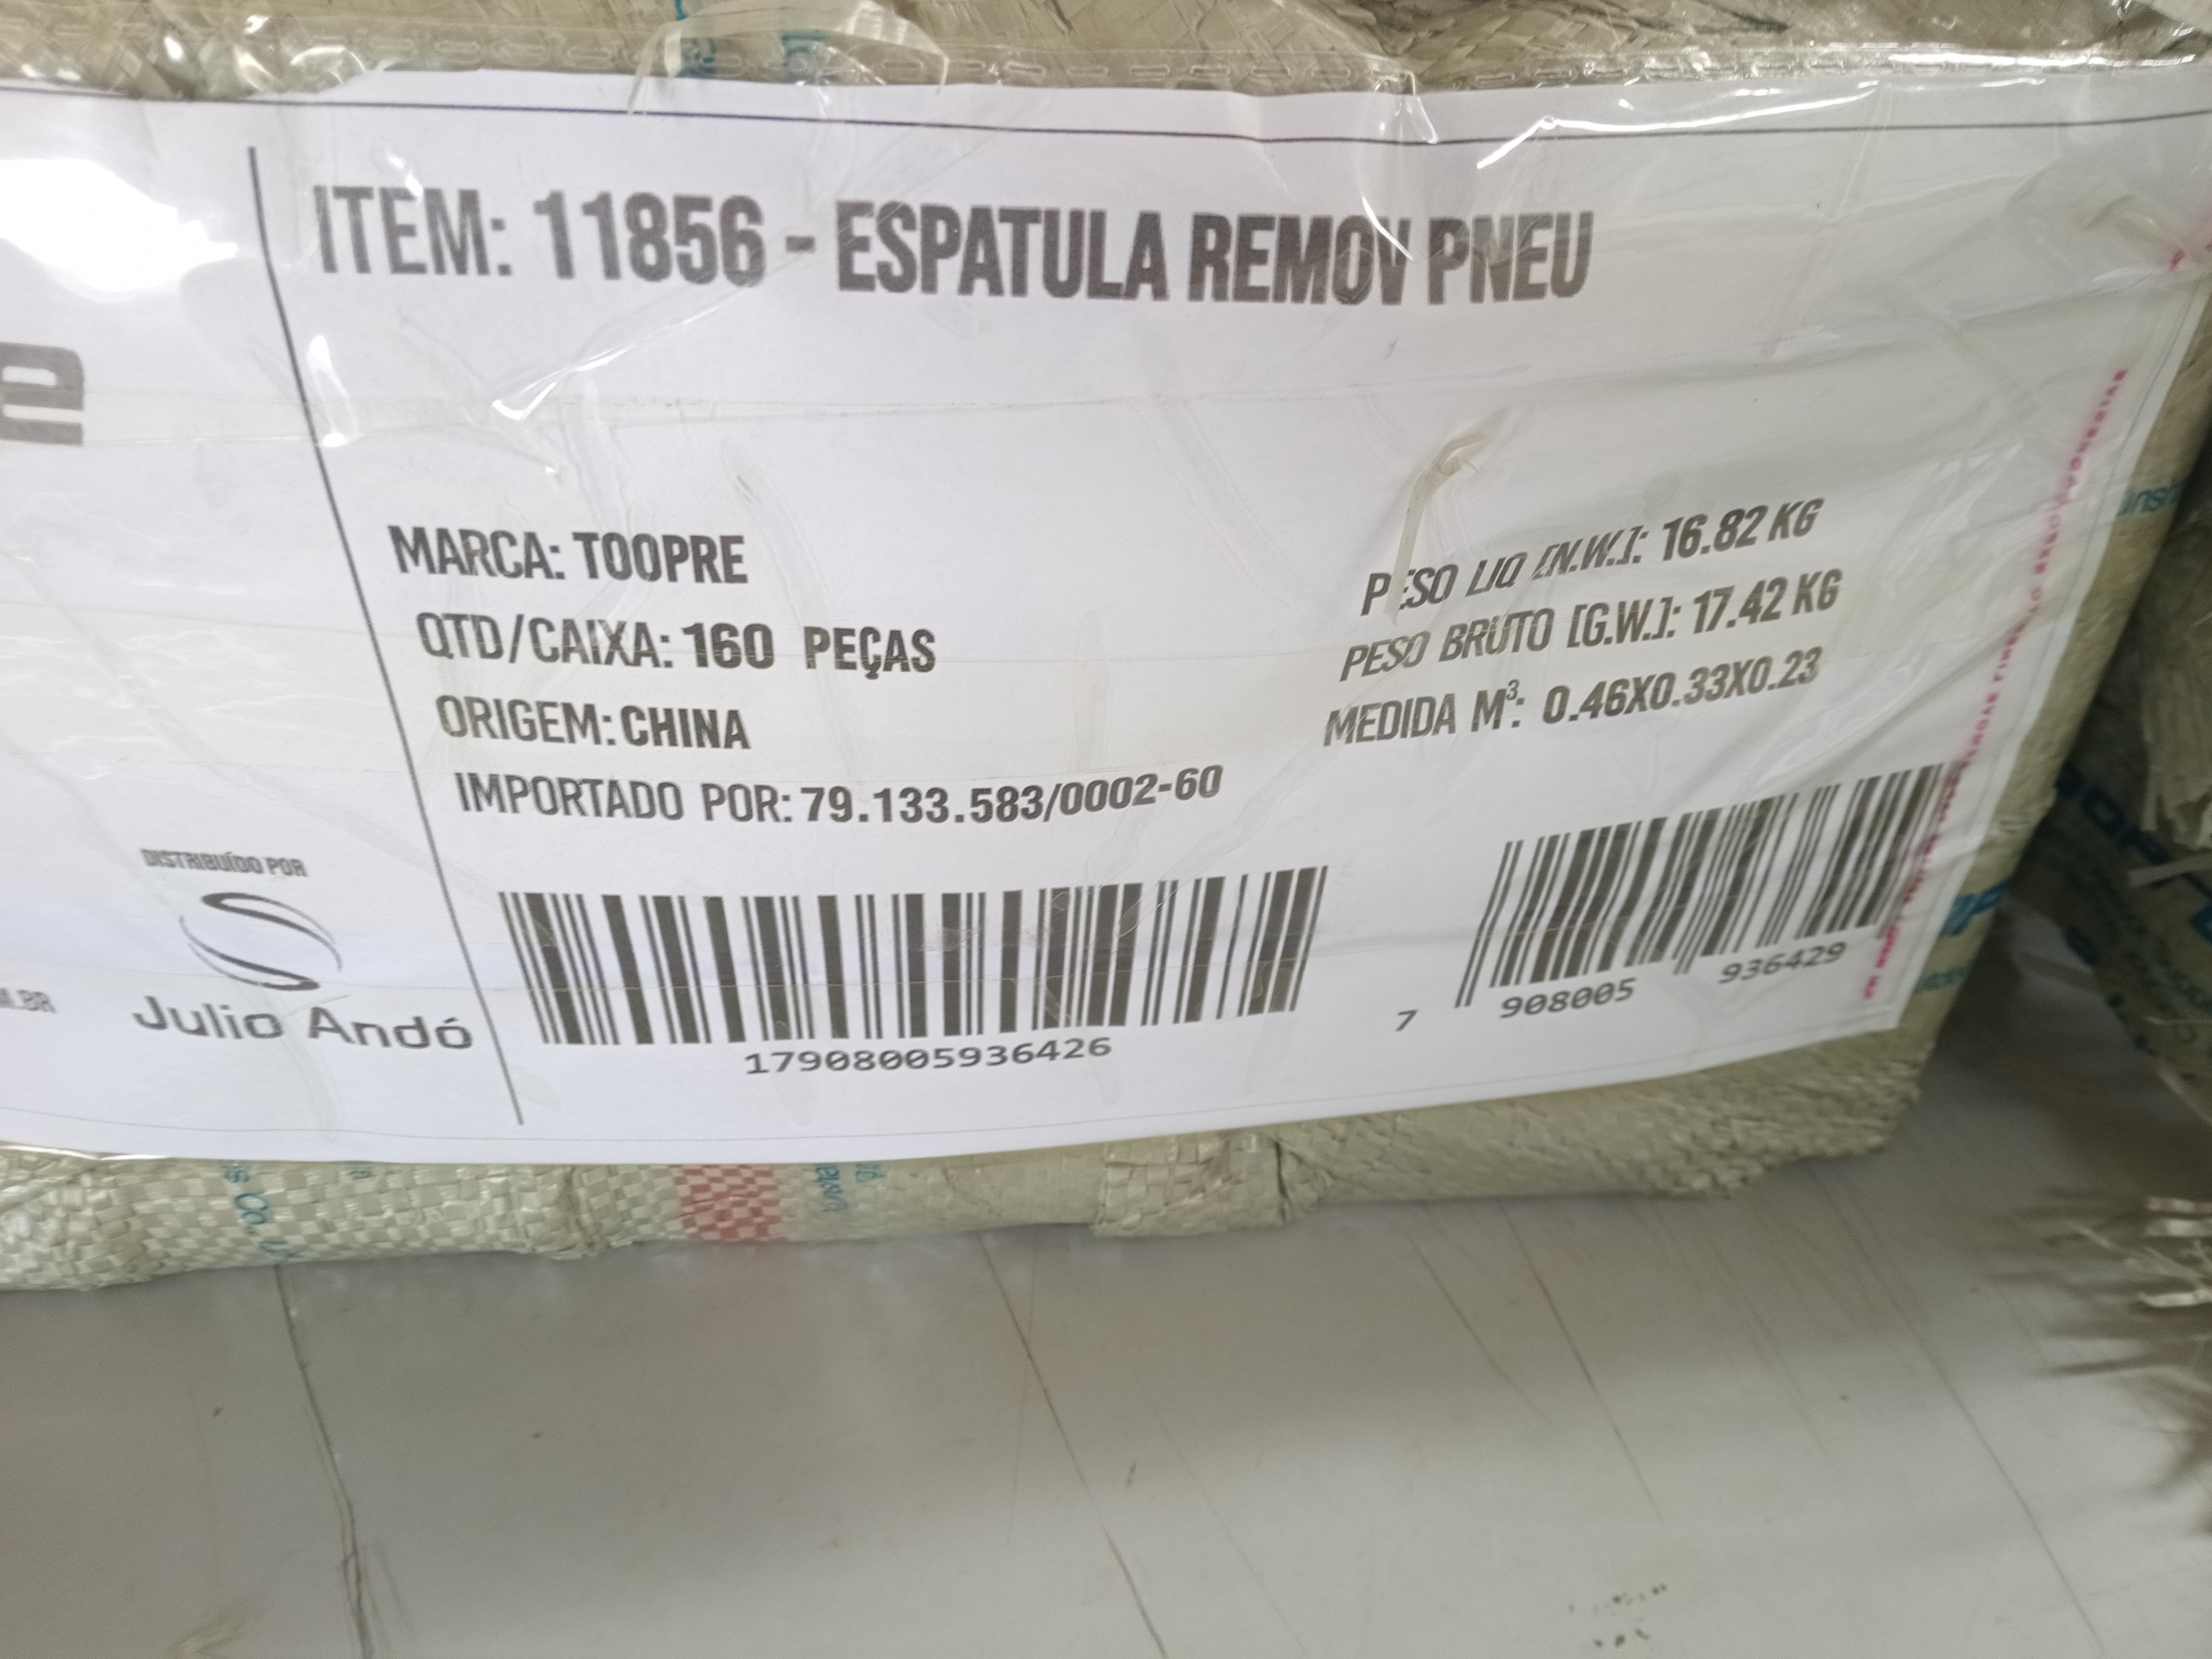 ITEM: 11856 - ESPATULA REMOV PNEU
MARCA: TOOPRE
QTD/CAIXA: 160 PEÇAS
ORIGEM: CHINA
IMPORTADO POR: 79.133.583/0002-60
PESO LIQ [N.W.]: 16.82 KG
PESO BRUTO [G.W.]: 17.42 KG
MEDIDA M³: 0.46X0.33X0.23
DISTRIBUÍDO POR
Julio Andó
17908005936426
7 908005 936429